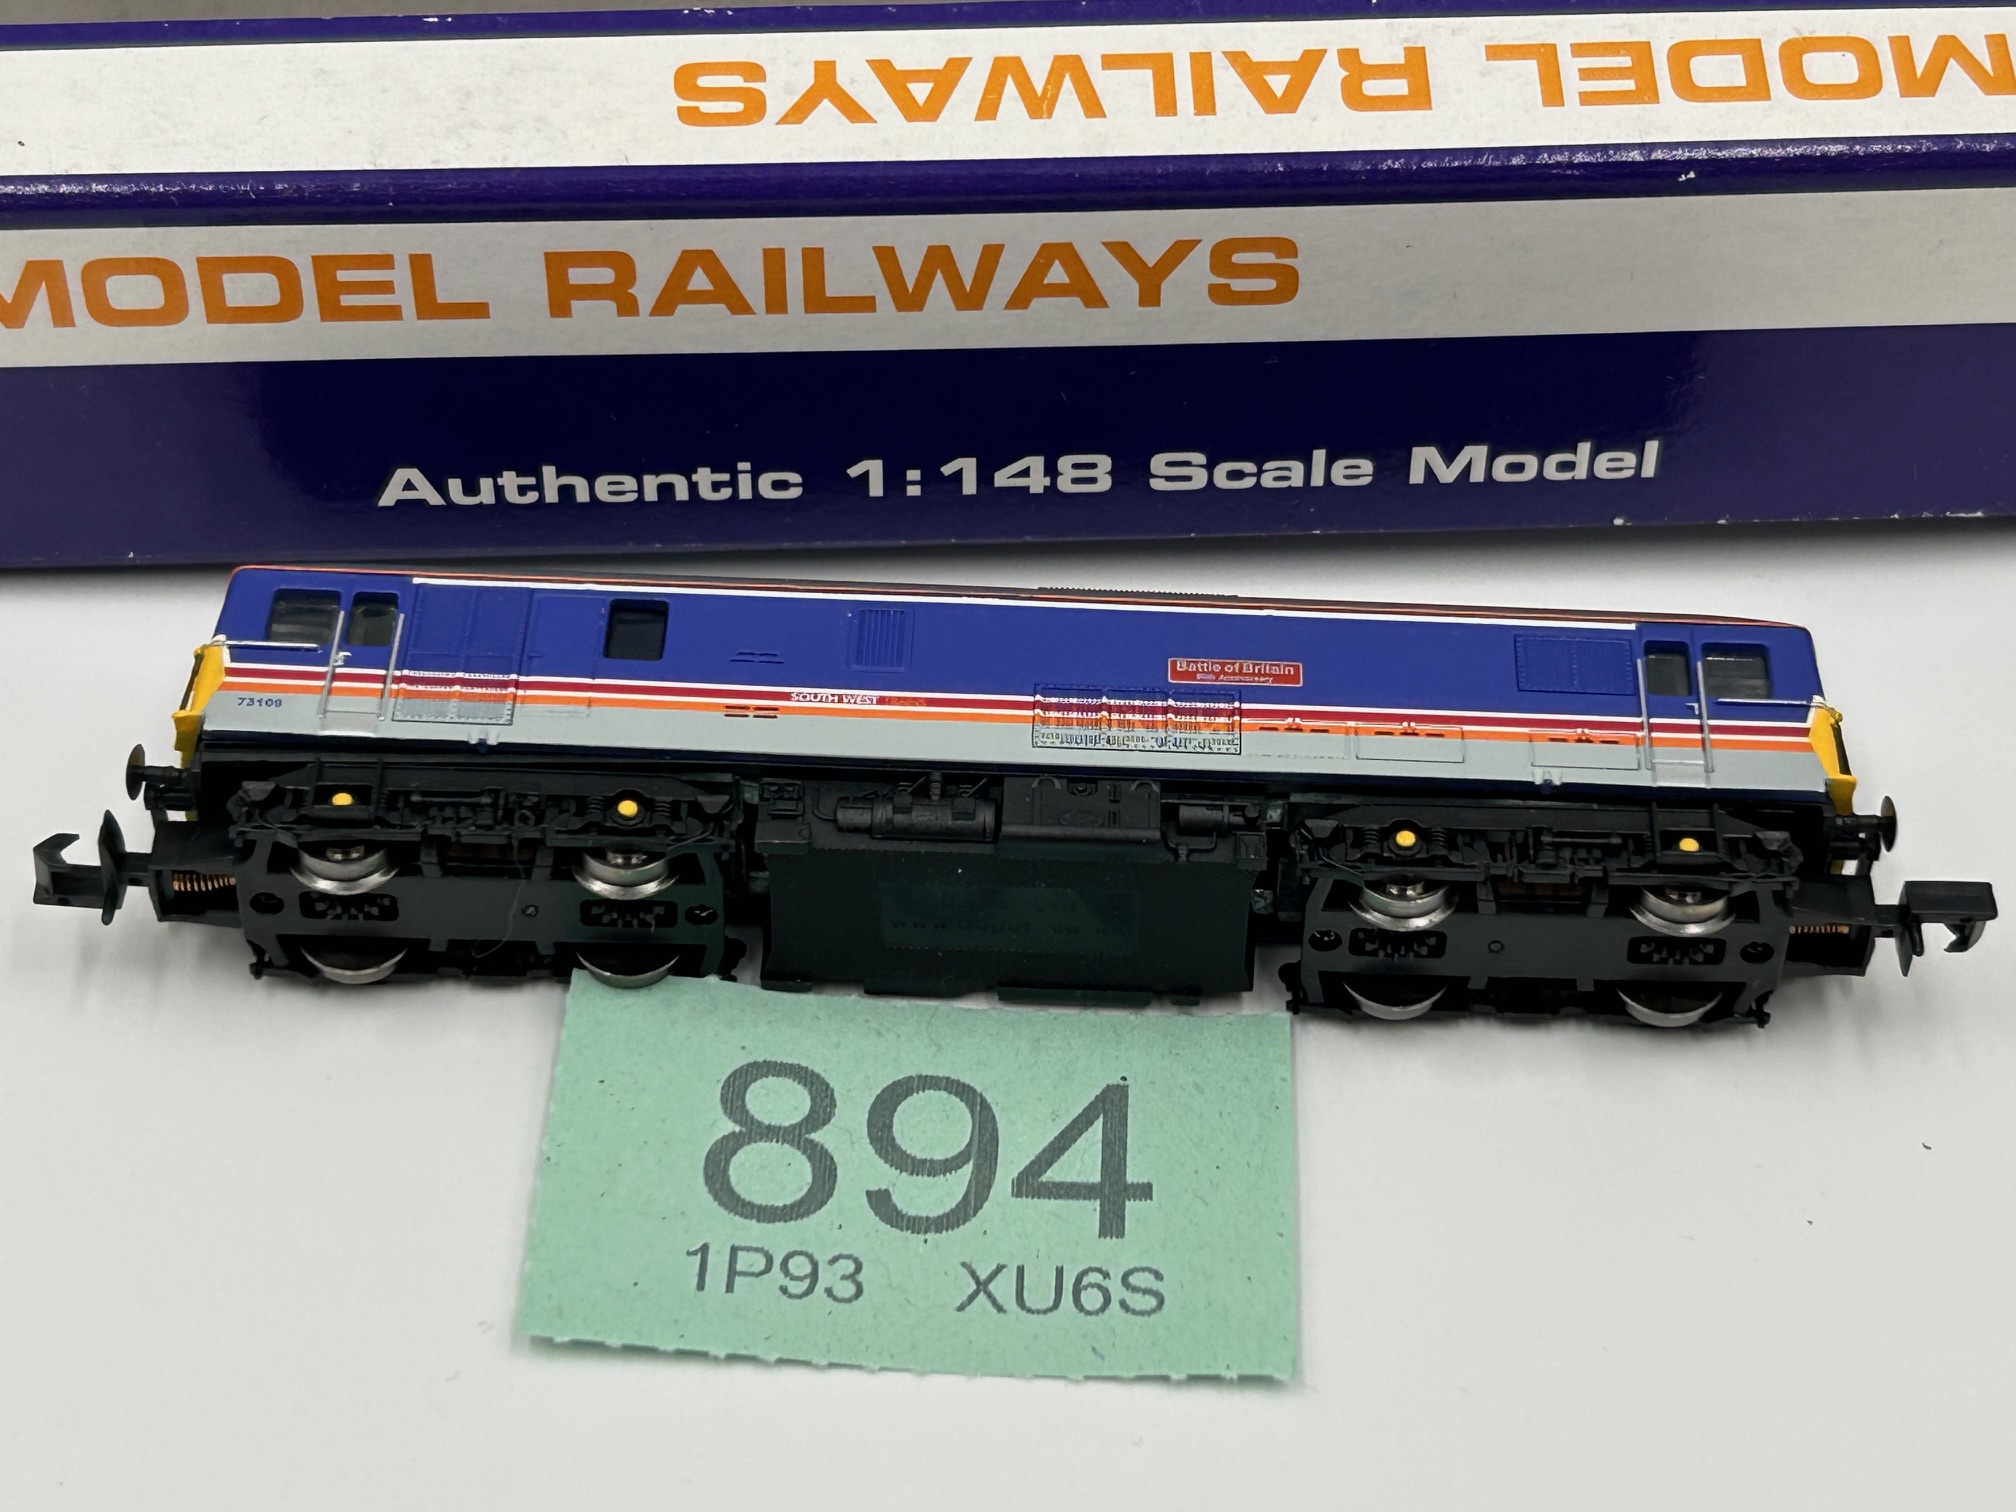 MODEL RAILWAYS
MODEL RAILWAYS
Authentic 1:148 Scale Model
Battle of Britain
73109
SOUTH WEST
894
1P93 XU6S